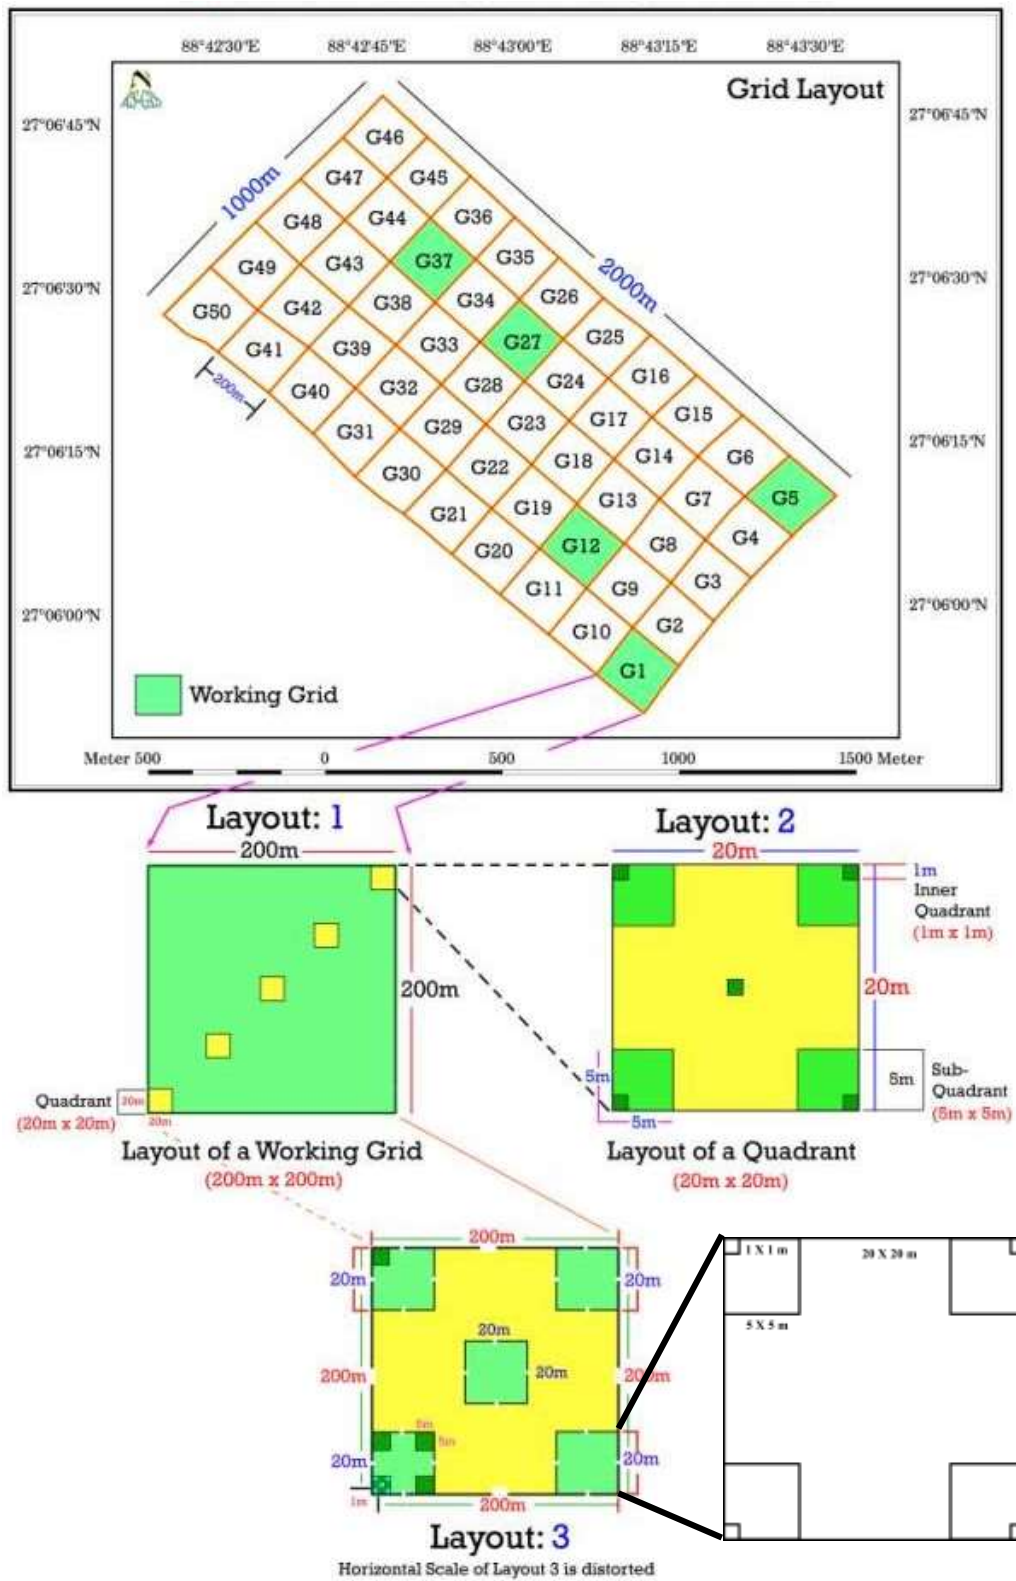 88°42'30"E 88°42'45"E 88°43'00"E 88°43'15"E 88°43'30"E
Grid Layout
27°06'45"N 27°06'45"N
27°06'30"N 27°06'30"N
27°06'15"N 27°06'15"N
27°06'00"N 27°06'00"N
1000m
2000m
200m
G46
G47 G45
G48 G44 G36
G49 G43 G37 G35
G50 G42 G38 G34 G26
G41 G39 G33 G27 G25
G40 G32 G28 G24 G16
G31 G29 G23 G17 G15
G30 G22 G18 G14 G6
G21 G19 G13 G7 G5
G20 G12 G8 G4
G11 G9 G3
G10 G2
G1
Working Grid
Meter 500 0 500 1000 1500 Meter
Layout: 1
200m
200m
Quadrant
(20m x 20m)
20m
20m
Layout of a Working Grid
(200m x 200m)
Layout: 2
20m
1m
Inner
Quadrant
(1m x 1m)
20m
5m
5m
5m
Sub-
Quadrant
(5m x 5m)
Layout of a Quadrant
(20m x 20m)
200m
20m 20m
20m
20m
200m 200m
5m
5m
20m 20m
1m
200m
Layout: 3
Horizontal Scale of Layout 3 is distorted
1 X 1 m 20 X 20 m
5 X 5 m